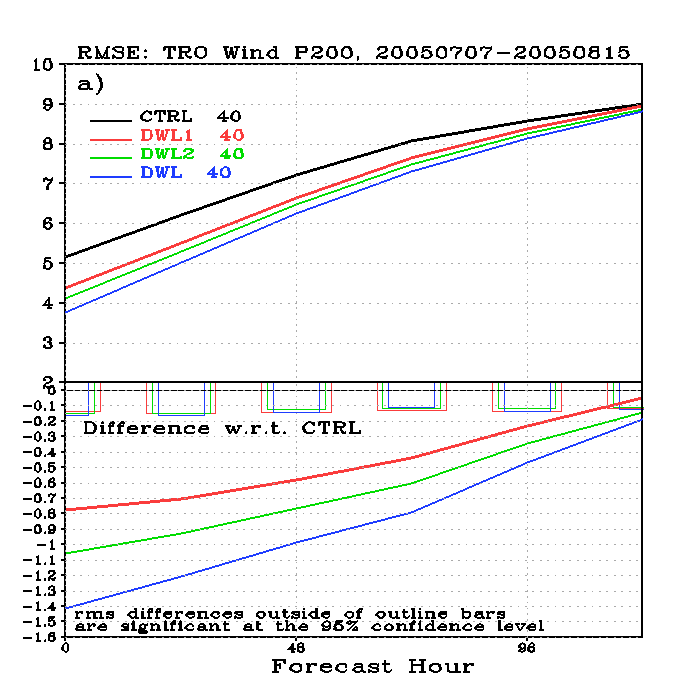 RMSE: TRO Wind P200, 20050707-20050815
a)
10
9
8
7
6
5
4
3
2
CTRL 40
DWL1 40
DWL2 40
DWL 40
0
-0.1
-0.2
-0.3
-0.4
-0.5
-0.6
-0.7
-0.8
-0.9
-1
-1.1
-1.2
-1.3
-1.4
-1.5
-1.6
Difference w.r.t. CTRL
rms differences outside of outline bars
are significant at the 95% confidence level
0 48 96
Forecast Hour